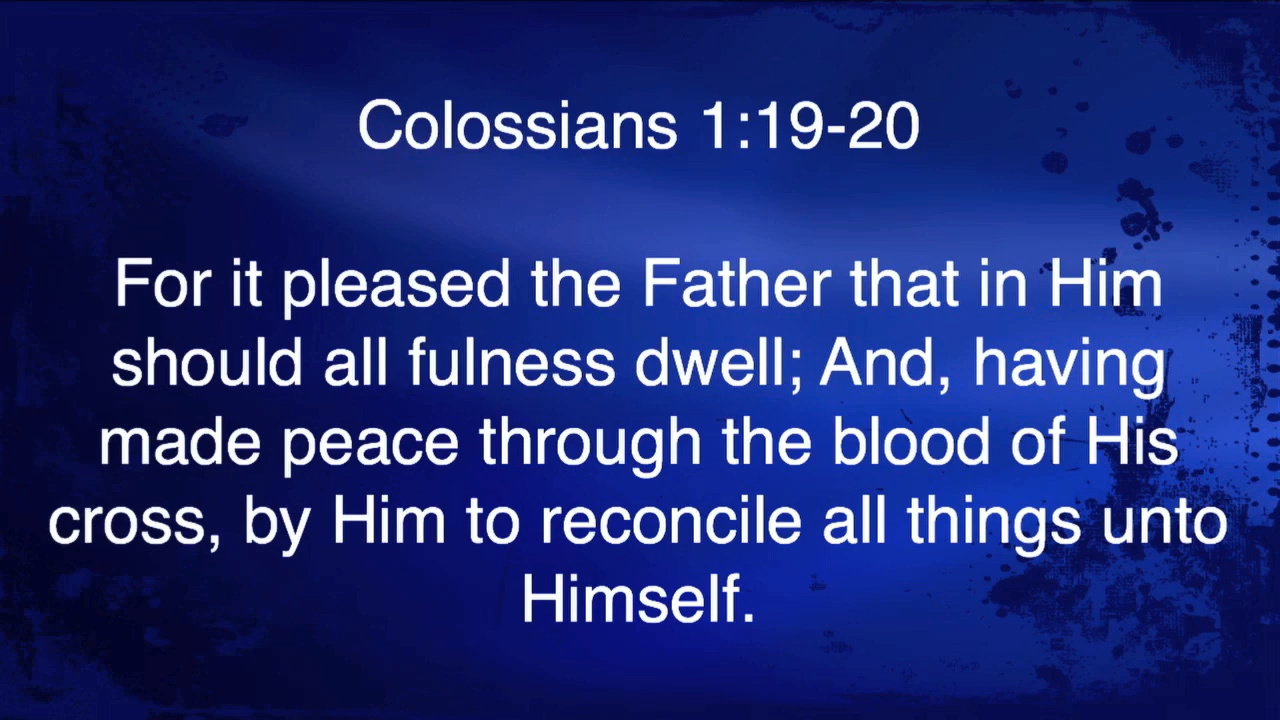 Colossians 1:19-20
For it pleased the Father that in Him
should all fulness dwell; And, having
made peace through the blood of His
cross, by Him to reconcile all things unto
Himself.